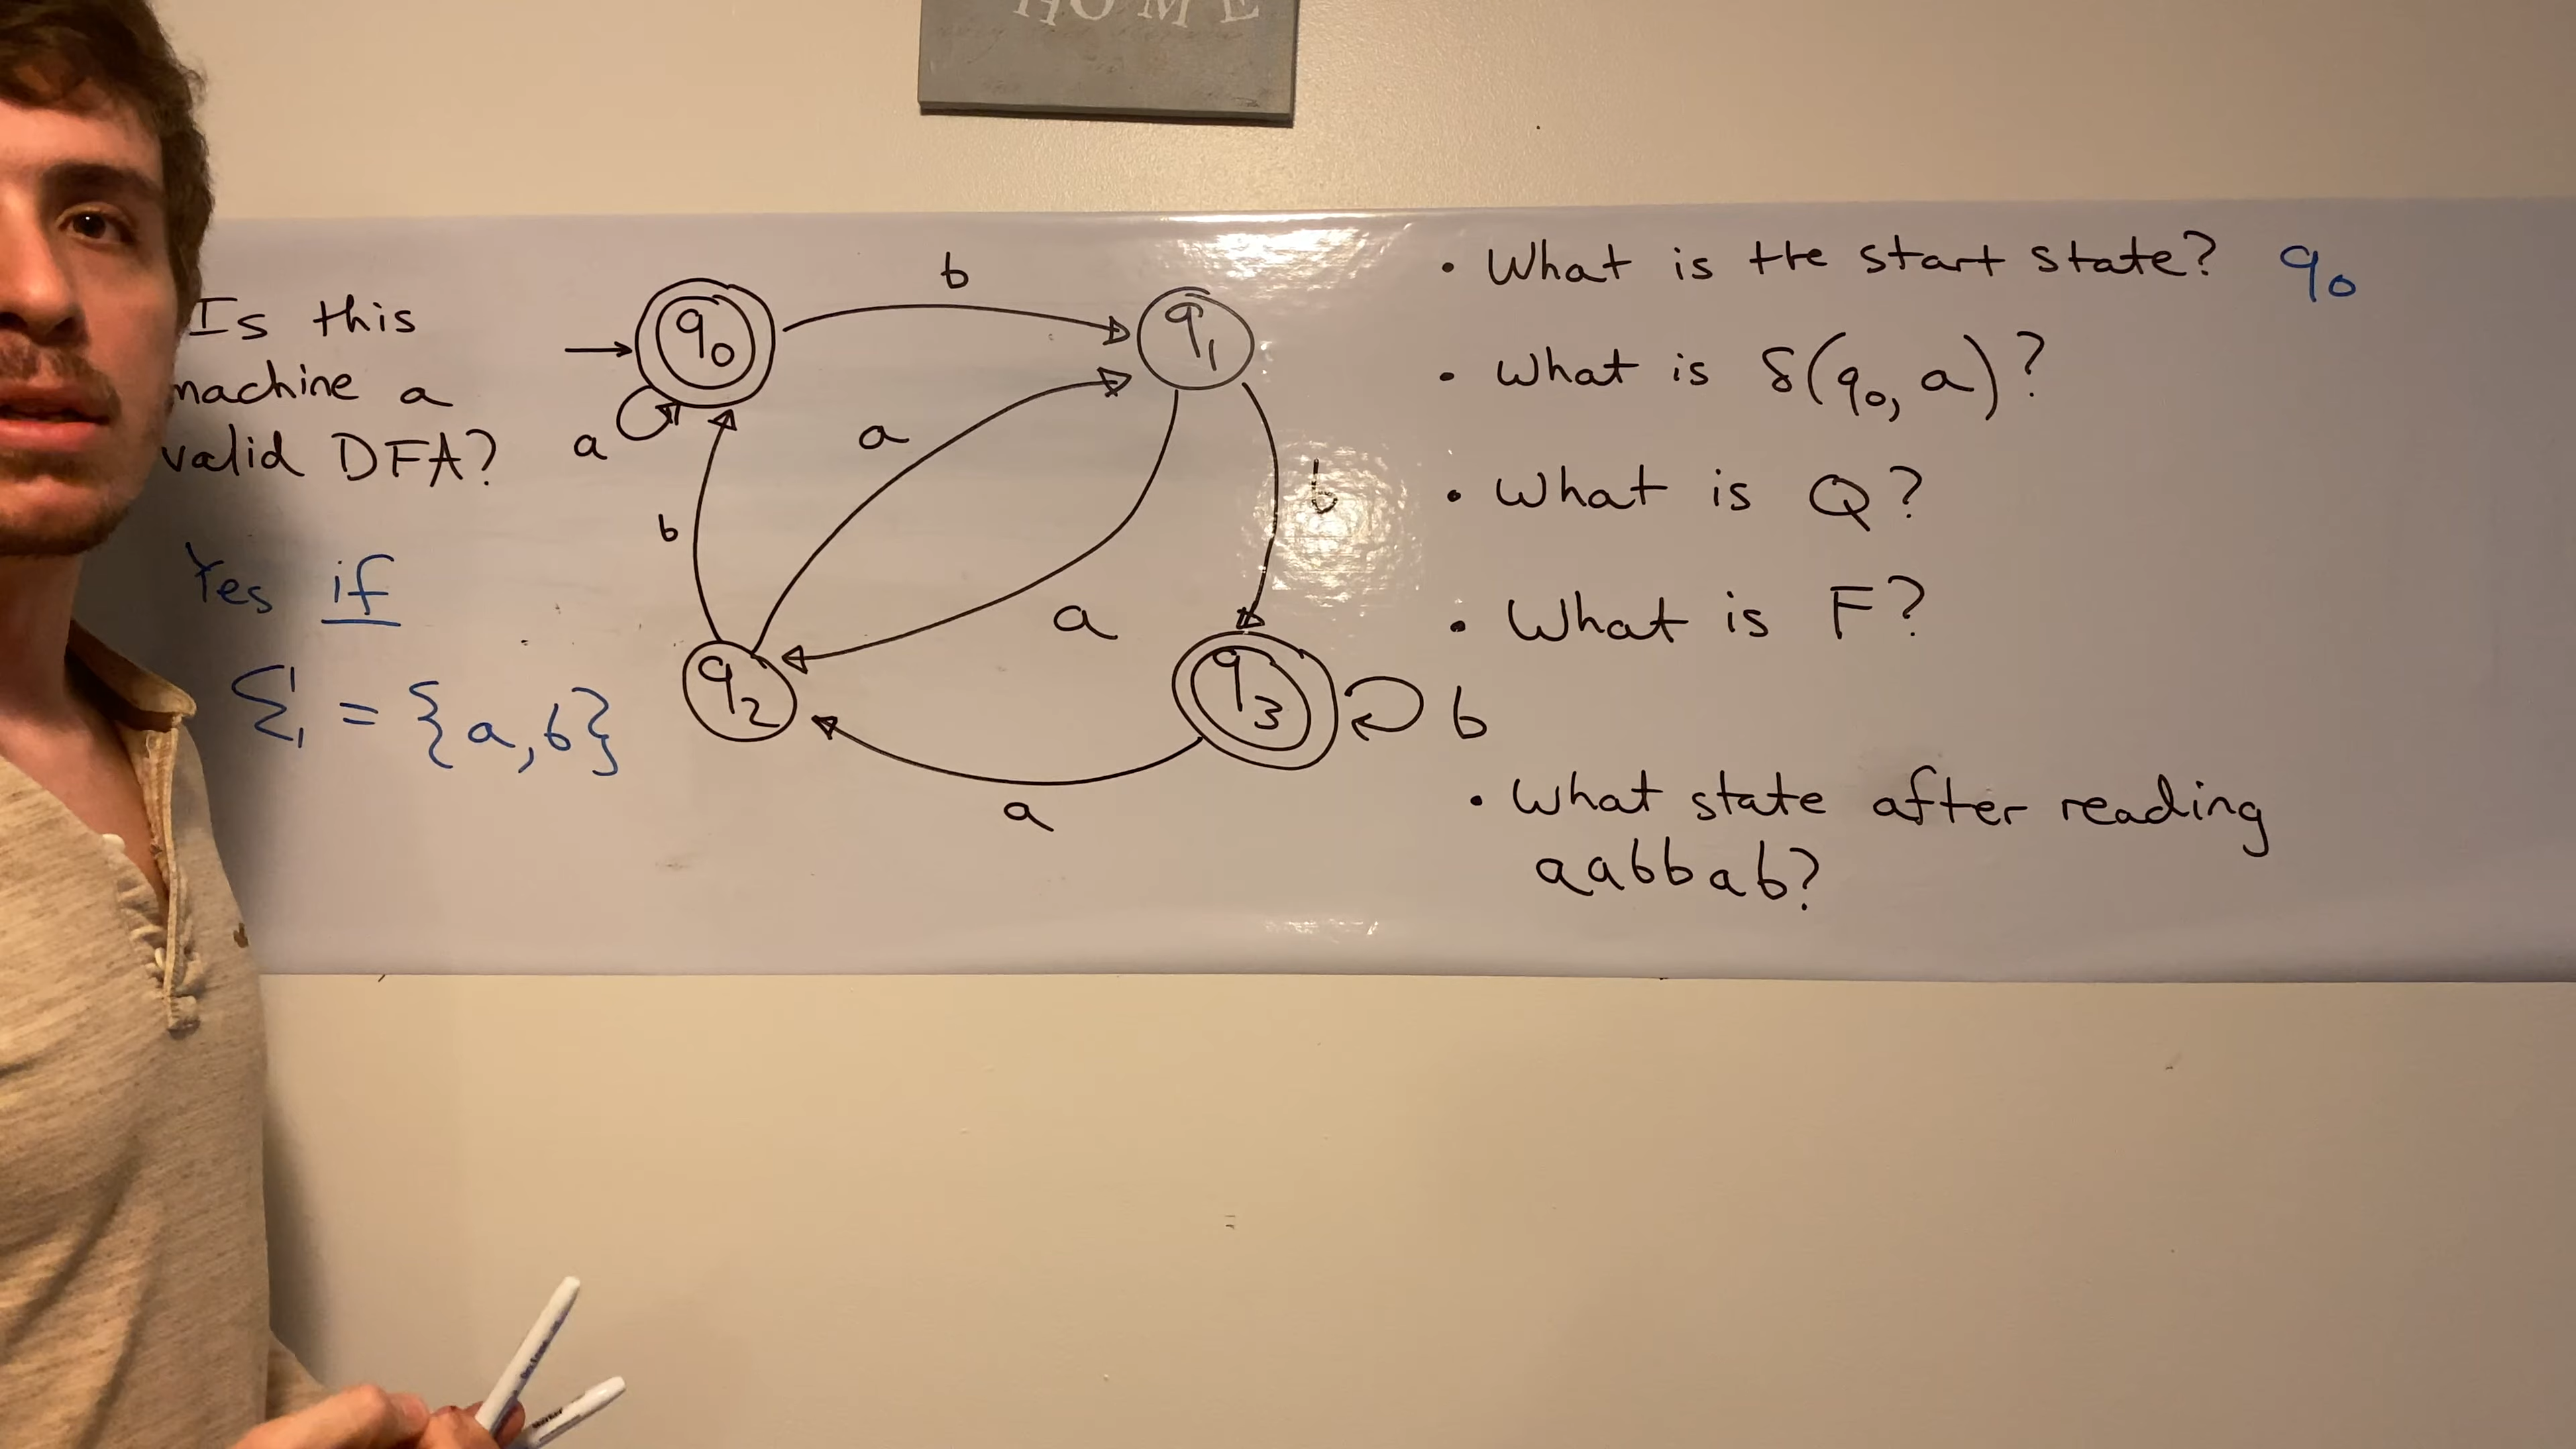 HOME
Is this
machine a
valid DFA?
Yes if
Σ = {a,b}
q0
b
q1
a
a
b
b
a
q2
q3
b
a
• What is the start state? q0
• What is δ(q0, a)?
• What is Q?
• What is F?
• What state after reading
aabbab?